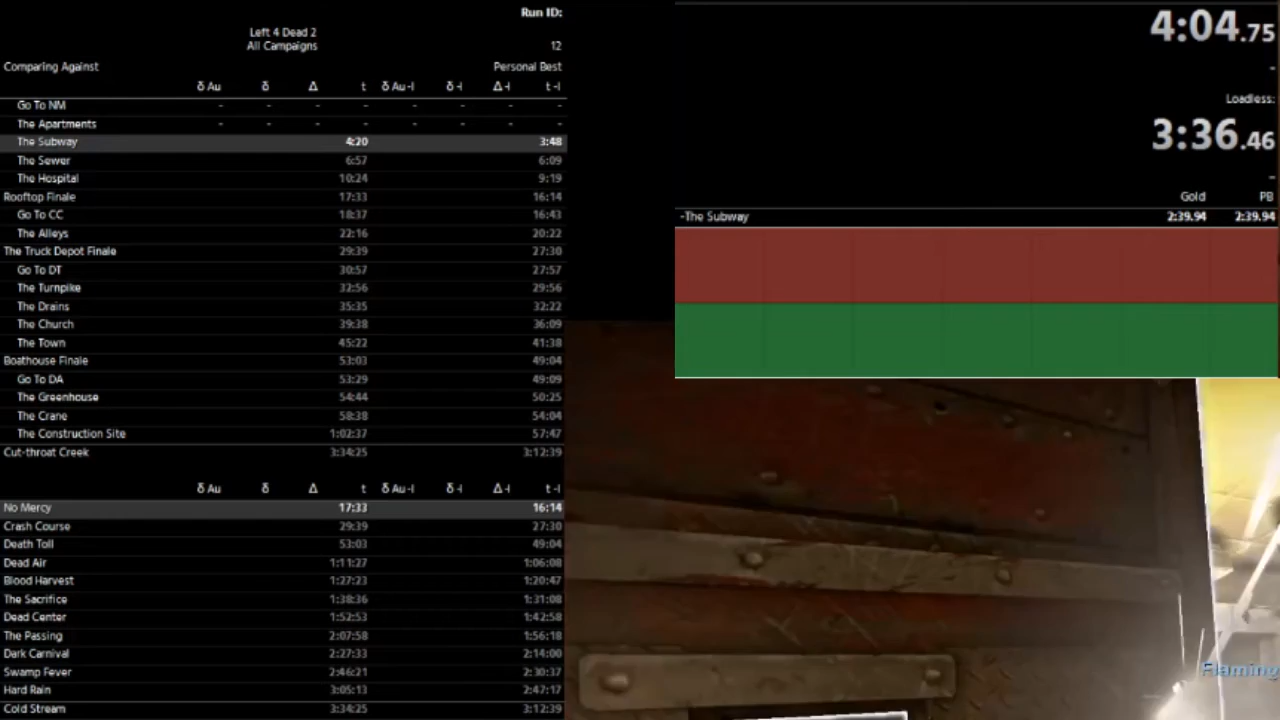 Run ID:
Left 4 Dead 2
All Campaigns 12
Comparing Against Personal Best
δ Au δ Δ t δ Au -l δ -l Δ -l t -l
Go To NM - - - - - - - -
The Apartments - - - - - - - -
The Subway 4:20 3:48
The Sewer 6:57 6:09
The Hospital 10:24 9:19
Rooftop Finale 17:33 16:14
Go To CC 18:37 16:43
The Alleys 22:16 20:22
The Truck Depot Finale 29:39 27:30
Go To DT 30:57 27:57
The Turnpike 32:56 29:56
The Drains 35:35 32:22
The Church 39:38 36:09
The Town 45:22 41:38
Boathouse Finale 53:03 49:04
Go To DA 53:29 49:09
The Greenhouse 54:44 50:25
The Crane 58:38 54:04
The Construction Site 1:02:37 57:47
Cut-throat Creek 3:34:25 3:12:39
δ Au δ Δ t δ Au -l δ -l Δ -l t -l
No Mercy 17:33 16:14
Crash Course 29:39 27:30
Death Toll 53:03 49:04
Dead Air 1:11:27 1:06:08
Blood Harvest 1:27:23 1:20:47
The Sacrifice 1:38:36 1:31:08
Dead Center 1:52:53 1:42:58
The Passing 2:07:58 1:56:18
Dark Carnival 2:27:33 2:14:00
Swamp Fever 2:46:21 2:30:37
Hard Rain 3:05:13 2:47:17
Cold Stream 3:34:25 3:12:39
4:04.75
-
Loadless:
3:36.46
-
Gold PB
-The Subway 2:39.94 2:39.94
Flaming